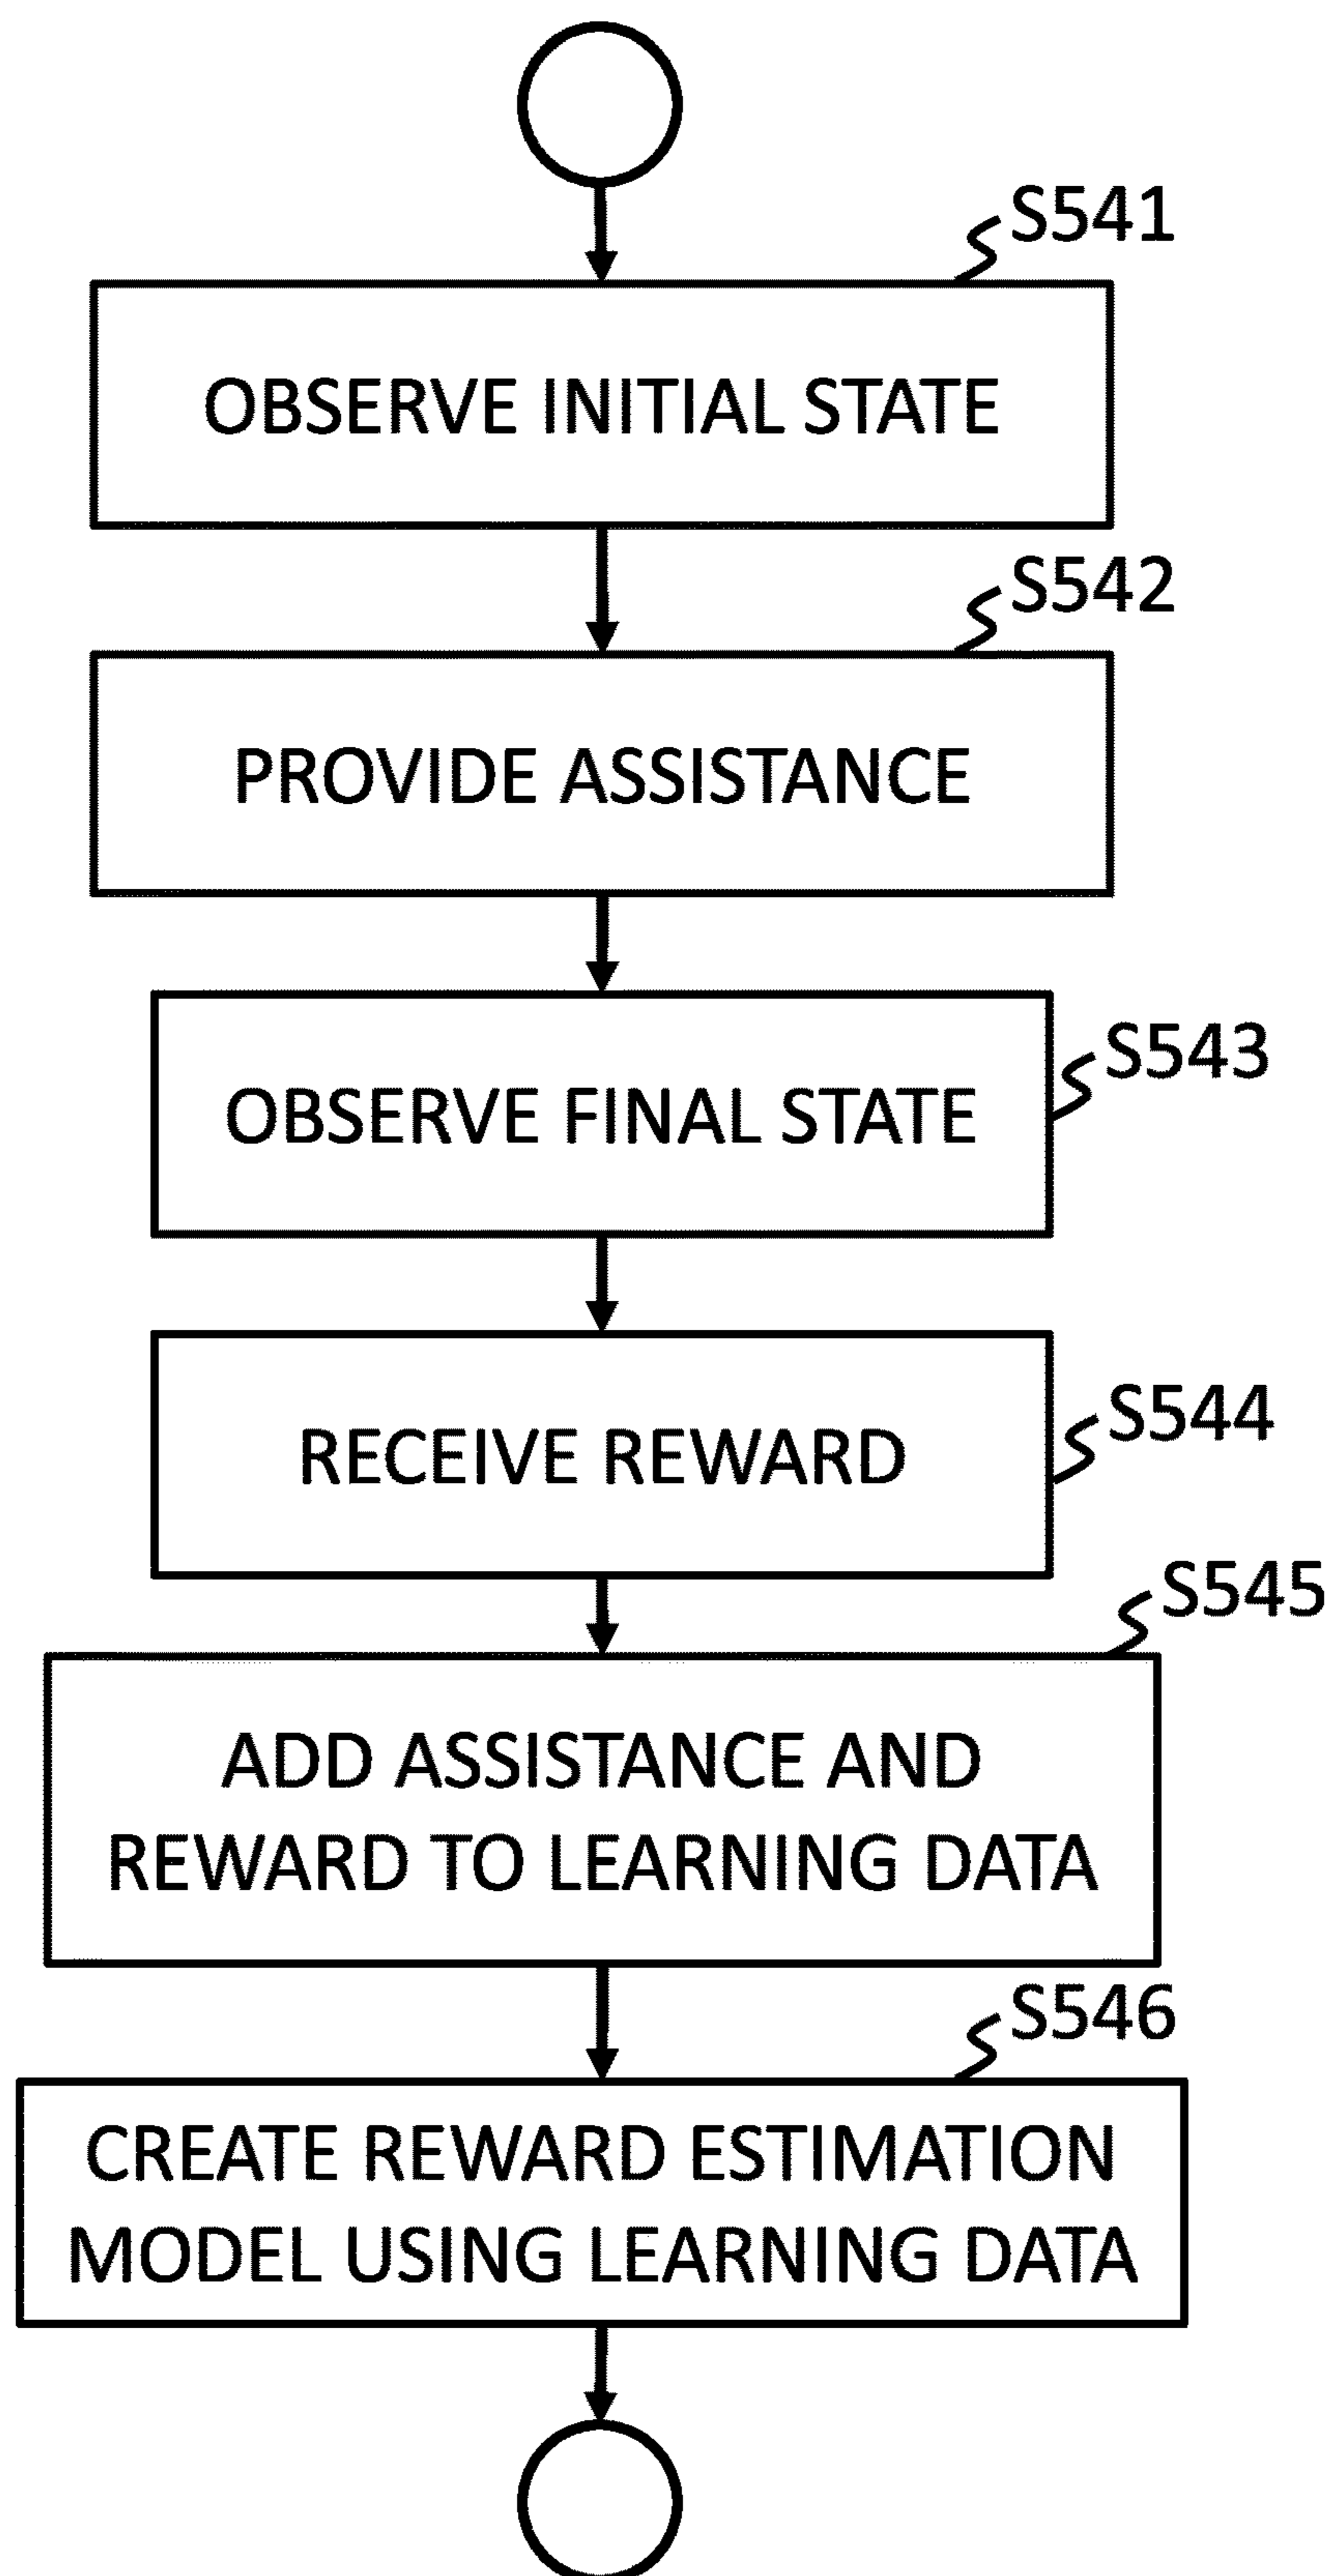 S541
OBSERVE INITIAL STATE
S542
PROVIDE ASSISTANCE
S543
OBSERVE FINAL STATE
S544
RECEIVE REWARD
S545
ADD ASSISTANCE AND
REWARD TO LEARNING DATA
S546
CREATE REWARD ESTIMATION
MODEL USING LEARNING DATA